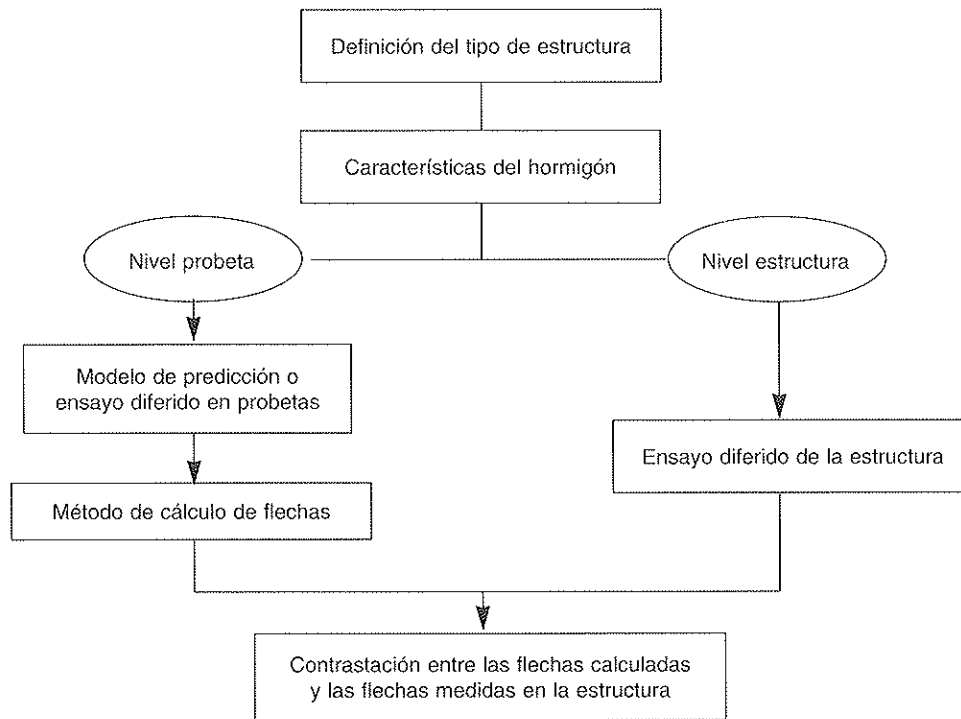 Definición del tipo de estructura
Características del hormigón
Nivel probeta
Nivel estructura
Modelo de predicción o
ensayo diferido en probetas
Ensayo diferido de la estructura
Método de cálculo de flechas
Contrastación entre las flechas calculadas
y las flechas medidas en la estructura